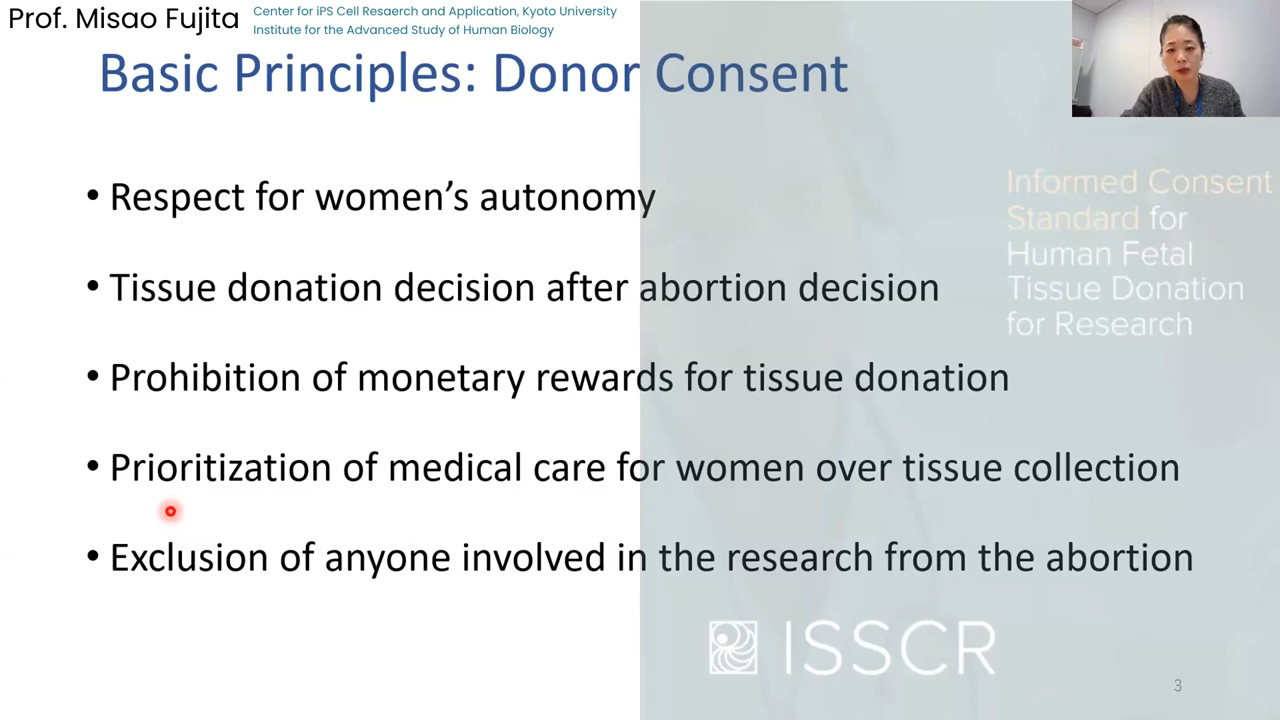 Prof. Misao Fujita
Center for iPS Cell Resaerch and Application, Kyoto University
Institute for the Advanced Study of Human Biology
Basic Principles: Donor Consent
• Respect for women's autonomy
• Tissue donation decision after abortion decision
• Prohibition of monetary rewards for tissue donation
• Prioritization of medical care for women over tissue collection
• Exclusion of anyone involved in the research from the abortion
Informed Consent
Standard for
Human Fetal
Tissue Donation
for Research
ISSCR
3